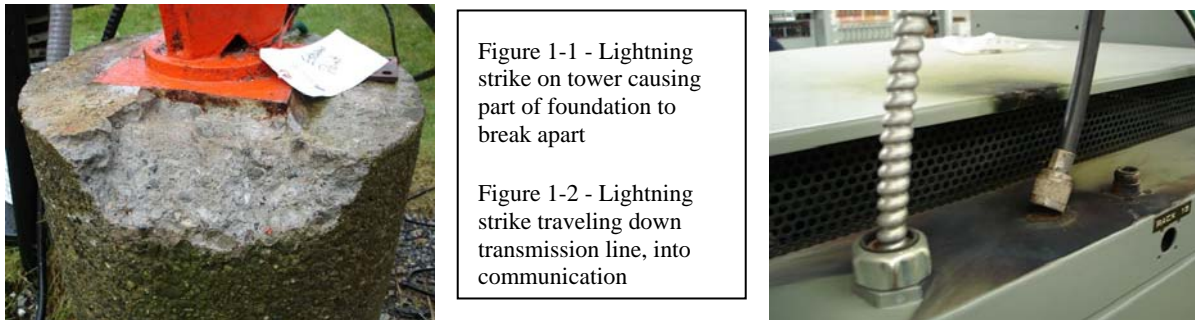 Figure 1-1 - Lightning
strike on tower causing
part of foundation to
break apart
Figure 1-2 - Lightning
strike traveling down
transmission line, into
communication